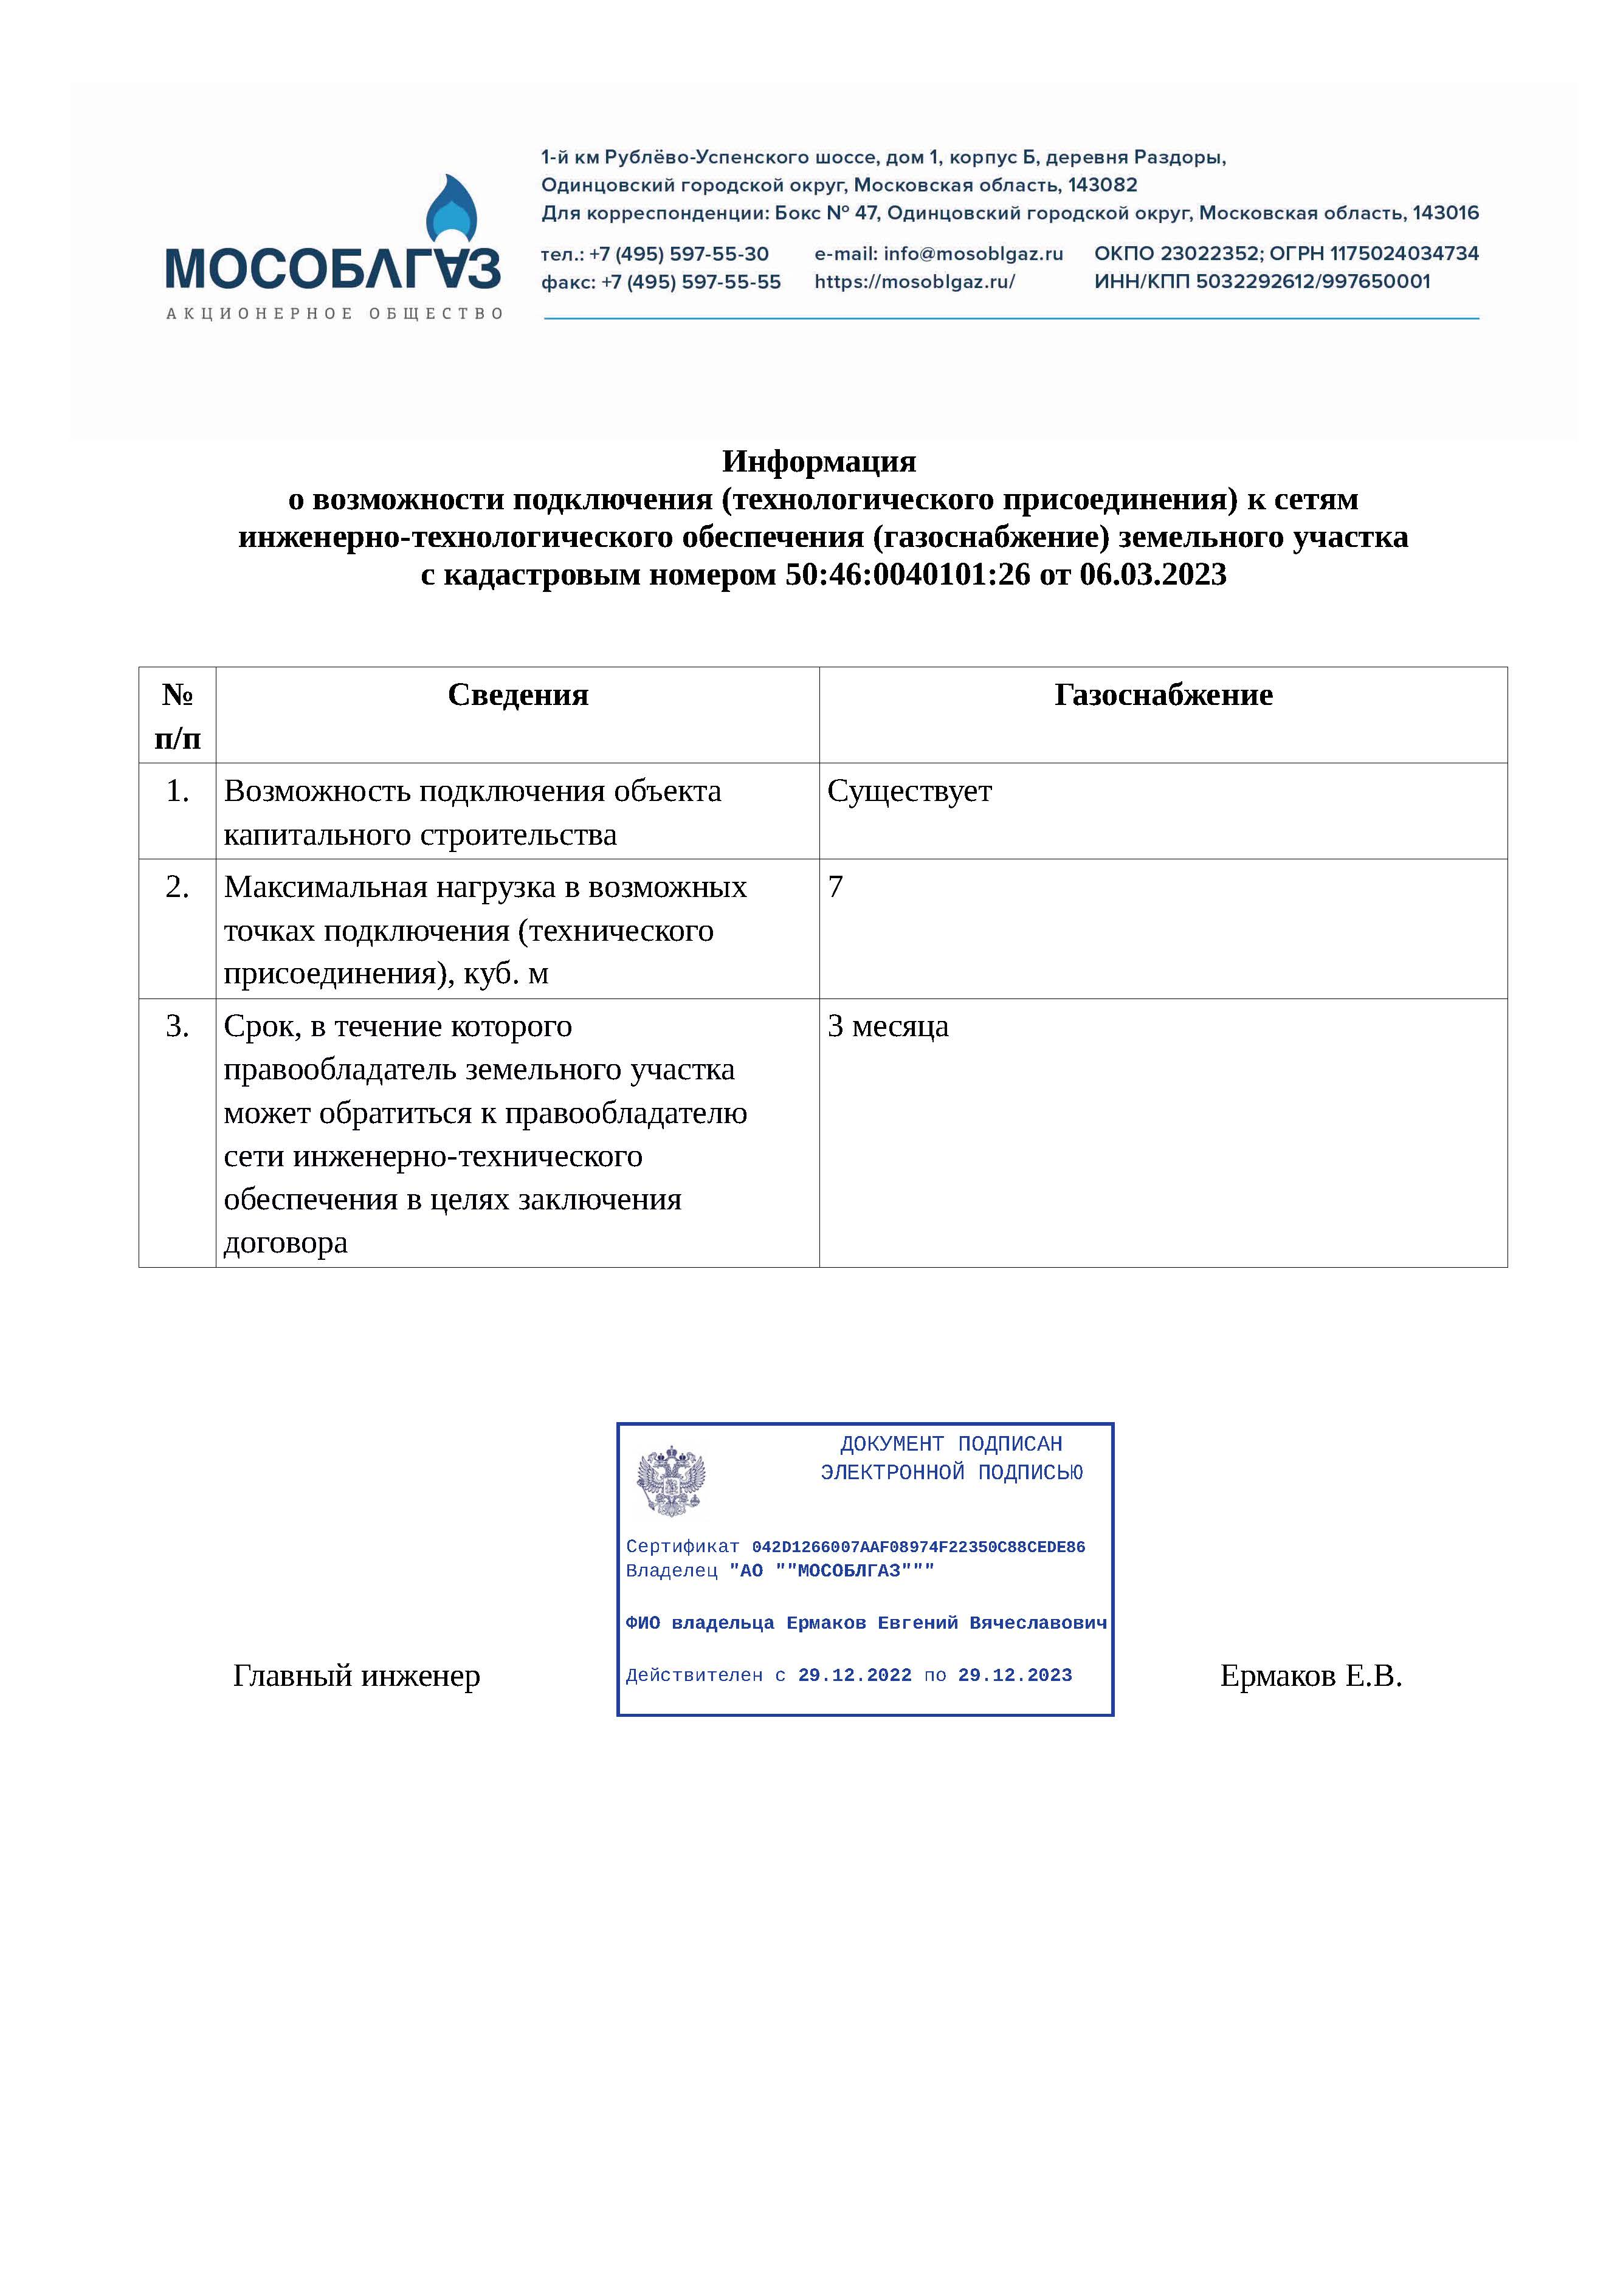 МОСОБЛГАЗ
АКЦИОНЕРНОЕ ОБЩЕСТВО
1-й км Рублёво-Успенского шоссе, дом 1, корпус Б, деревня Раздоры,
Одинцовский городской округ, Московская область, 143082
Для корреспонденции: Бокс № 47, Одинцовский городской округ, Московская область, 143016
тел.: +7 (495) 597-55-30 e-mail: info@mosoblgaz.ru ОКПО 23022352; ОГРН 1175024034734
факс: +7 (495) 597-55-55 https://mosoblgaz.ru/ ИНН/КПП 5032292612/997650001
Информация
о возможности подключения (технологического присоединения) к сетям
инженерно-технологического обеспечения (газоснабжение) земельного участка
с кадастровым номером 50:46:0040101:26 от 06.03.2023
№ Сведения Газоснабжение
п/п
1. Возможность подключения объекта Существует
капитального строительства
2. Максимальная нагрузка в возможных 7
точках подключения (технического
присоединения), куб. м
3. Срок, в течение которого 3 месяца
правообладатель земельного участка
может обратиться к правообладателю
сети инженерно-технического
обеспечения в целях заключения
договора
ДОКУМЕНТ ПОДПИСАН
ЭЛЕКТРОННОЙ ПОДПИСЬЮ
Сертификат 042D1266007AAF08974F22350C88CEDE86
Владелец "АО ""МОСОБЛГАЗ"""
ФИО владельца Ермаков Евгений Вячеславович
Действителен с 29.12.2022 по 29.12.2023
Главный инженер Ермаков Е.В.